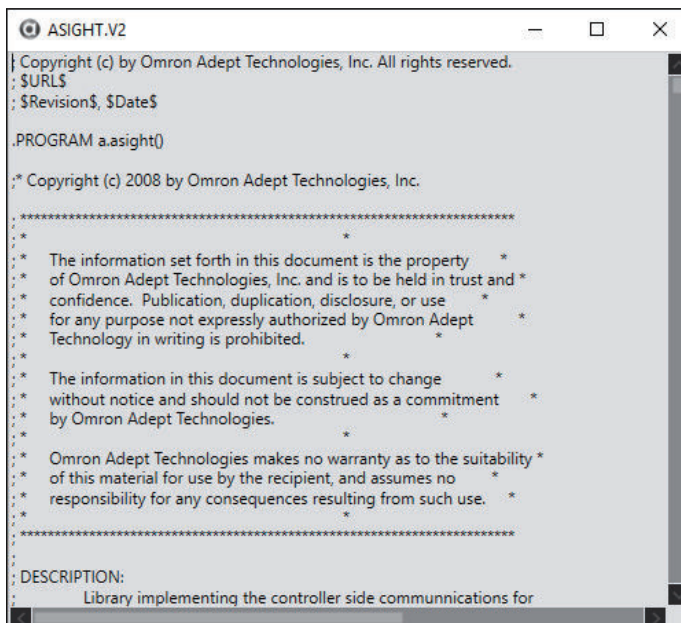 ASIGHT.V2
; Copyright (c) by Omron Adept Technologies, Inc. All rights reserved.
; $URL$
; $Revision$, $Date$
.PROGRAM a.asight()
;* Copyright (c) 2008 by Omron Adept Technologies, Inc.
; ************************************************************************
; * *
; * The information set forth in this document is the property *
; * of Omron Adept Technologies, Inc. and is to be held in trust and *
; * confidence. Publication, duplication, disclosure, or use *
; * for any purpose not expressly authorized by Omron Adept *
; * Technology in writing is prohibited. *
; * *
; * The information in this document is subject to change *
; * without notice and should not be construed as a commitment *
; * by Omron Adept Technologies. *
; * *
; * Omron Adept Technologies makes no warranty as to the suitability *
; * of this material for use by the recipient, and assumes no *
; * responsibility for any consequences resulting from such use. *
; * *
; ************************************************************************
;
; DESCRIPTION:
; Library implementing the controller side communnications for